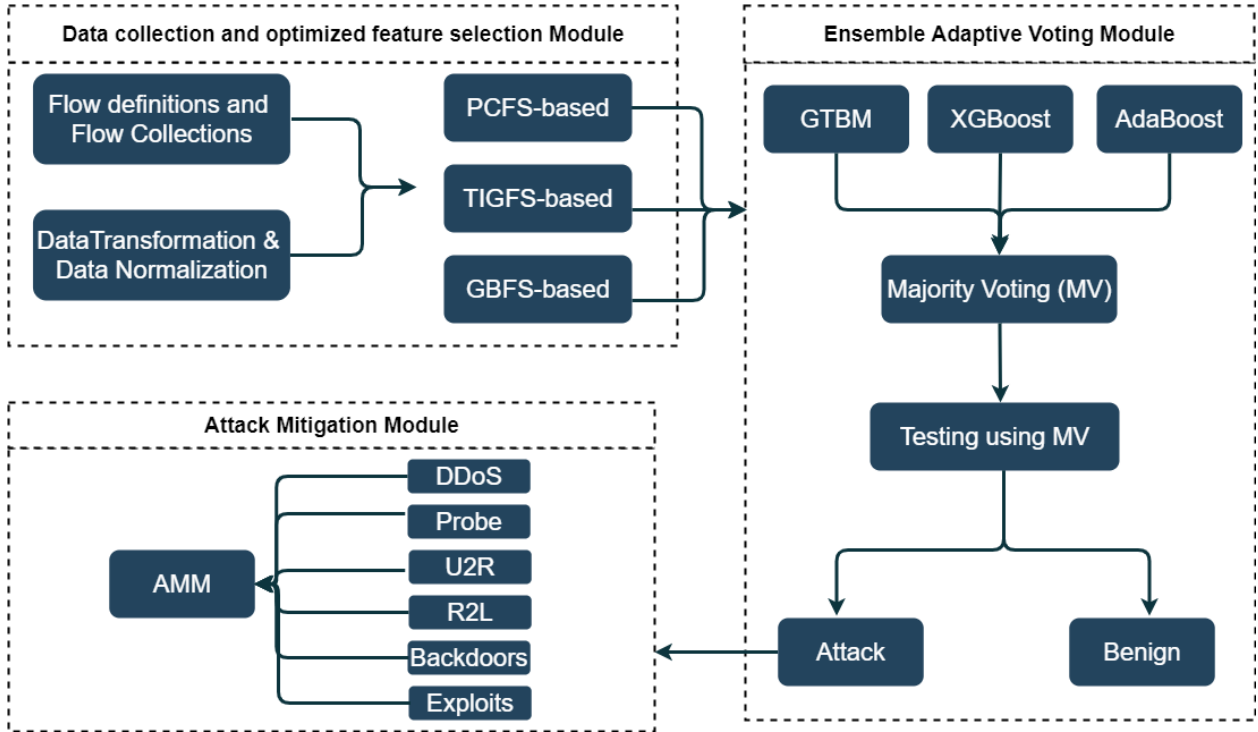 Data collection and optimized feature selection Module
Flow definitions and
Flow Collections
DataTransformation &
Data Normalization
PCFS-based
TIGFS-based
GBFS-based
Ensemble Adaptive Voting Module
GTBM
XGBoost
AdaBoost
Majority Voting (MV)
Testing using MV
Attack
Benign
Attack Mitigation Module
AMM
DDoS
Probe
U2R
R2L
Backdoors
Exploits